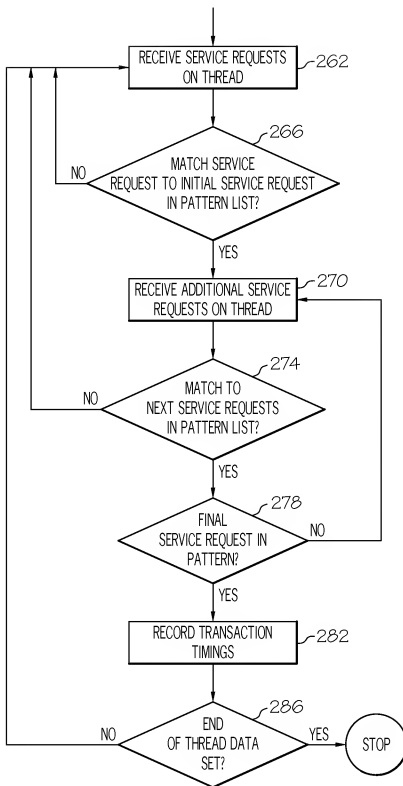 RECEIVE SERVICE REQUESTS
ON THREAD
262
266
NO
MATCH SERVICE
REQUEST TO INITIAL SERVICE REQUEST
IN PATTERN LIST?
YES
RECEIVE ADDITIONAL SERVICE
REQUESTS ON THREAD
270
274
NO
MATCH TO
NEXT SERVICE REQUESTS
IN PATTERN LIST?
YES
278
FINAL
SERVICE REQUEST IN
PATTERN?
NO
YES
RECORD TRANSACTION
TIMINGS
282
286
NO
END
OF THREAD DATA
SET?
YES
STOP